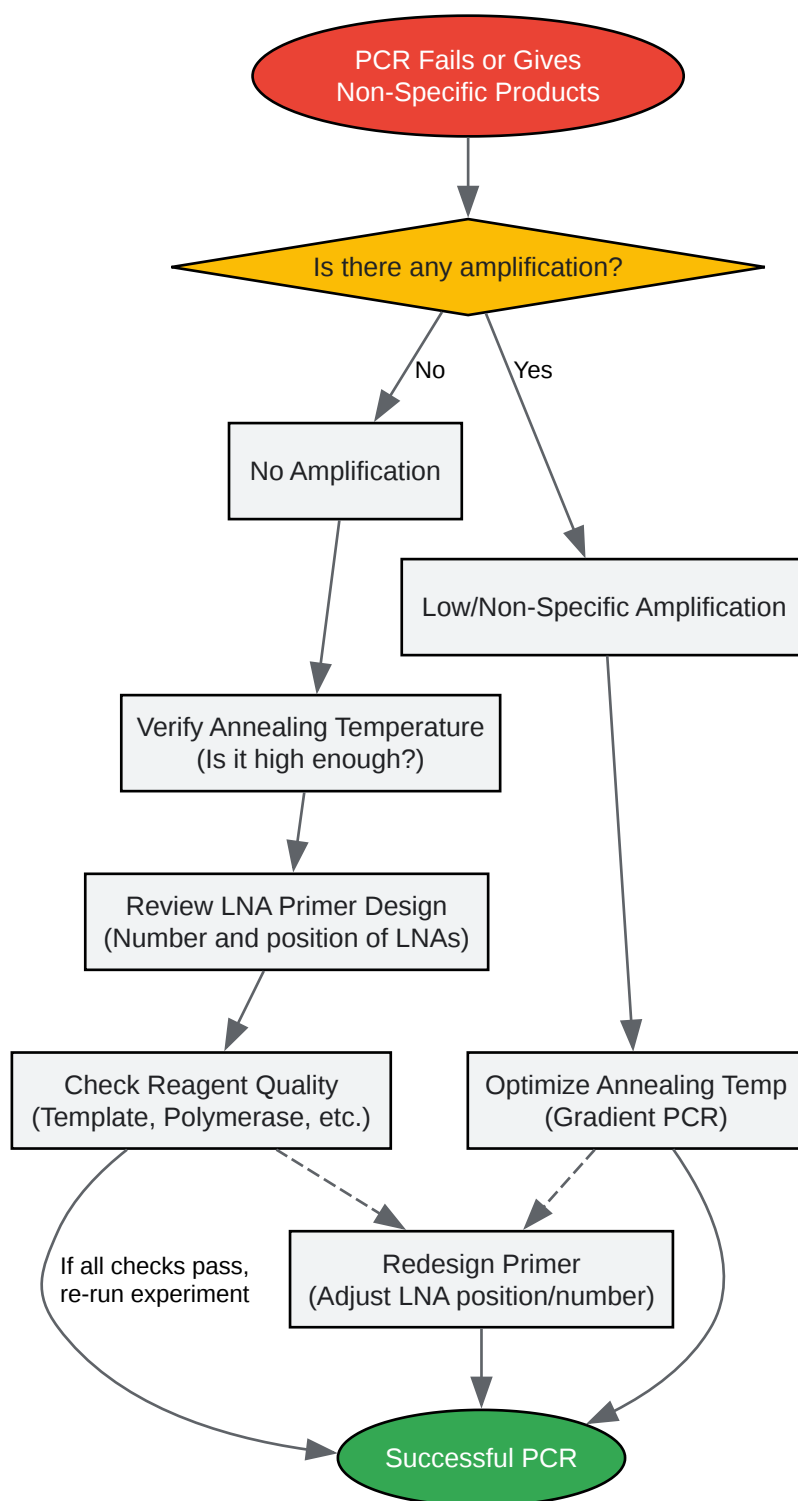 PCR Fails or Gives
Non-Specific Products
Is there any amplification?
No
Yes
No Amplification
Low/Non-Specific Amplification
Verify Annealing Temperature
(Is it high enough?)
Review LNA Primer Design
(Number and position of LNAs)
Check Reagent Quality
(Template, Polymerase, etc.)
Optimize Annealing Temp
(Gradient PCR)
If all checks pass,
re-run experiment
Redesign Primer
(Adjust LNA position/number)
Successful PCR